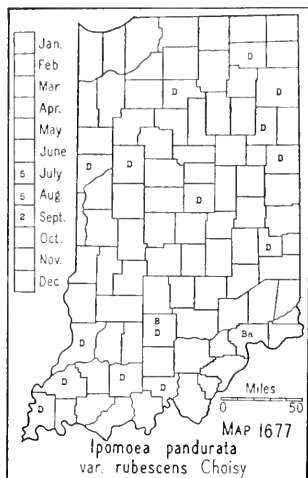 Jan.
Feb
Mar
Apr.
May
June
5 July
5 Aug.
2 Sept.
Oct.
Nov.
Dec
D
D
D
D
D
D
D
D
D
B
D
Ba
D
D
D
D
D
Miles
0 50
MAP 1677
Ipomoea pandurata
var. rubescens Choisy